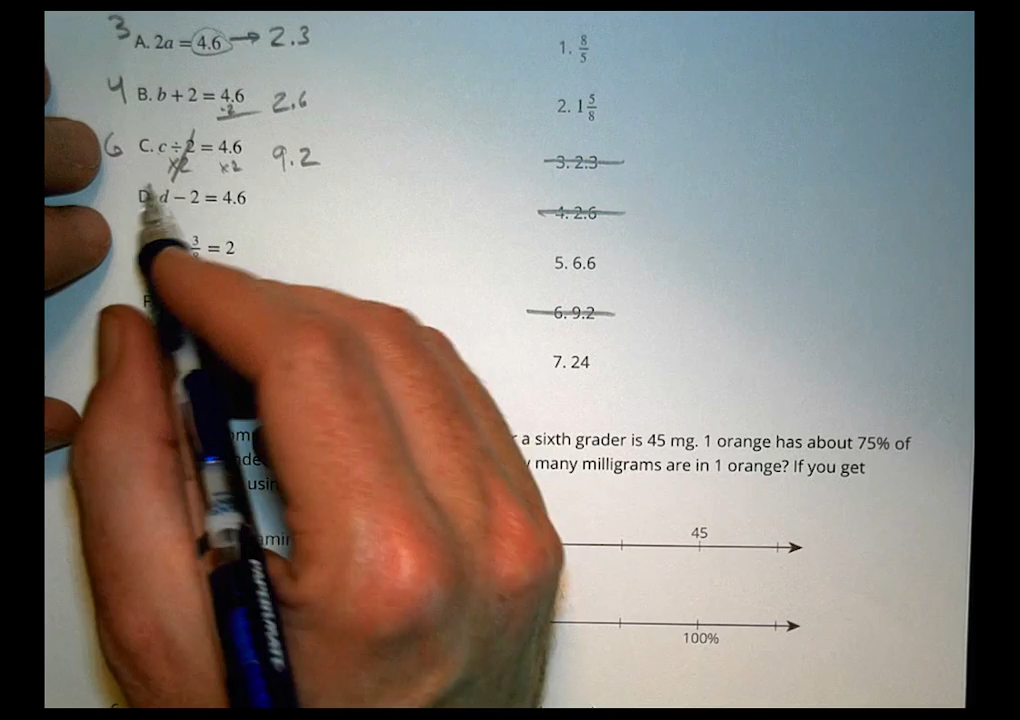 3 A. 2a = 4.6 → 2.3
4 B. b + 2 = 4.6 2.6
-2
6 C. c ÷ 2 = 4.6 9.2
×2 ×2
D. d − 2 = 4.6
= 2
1. 8/5
2. 1 5/8
3. 2.3
4. 2.6
5. 6.6
6. 9.2
7. 24
a sixth grader is 45 mg. 1 orange has about 75% of
many milligrams are in 1 orange? If you get
45
100%